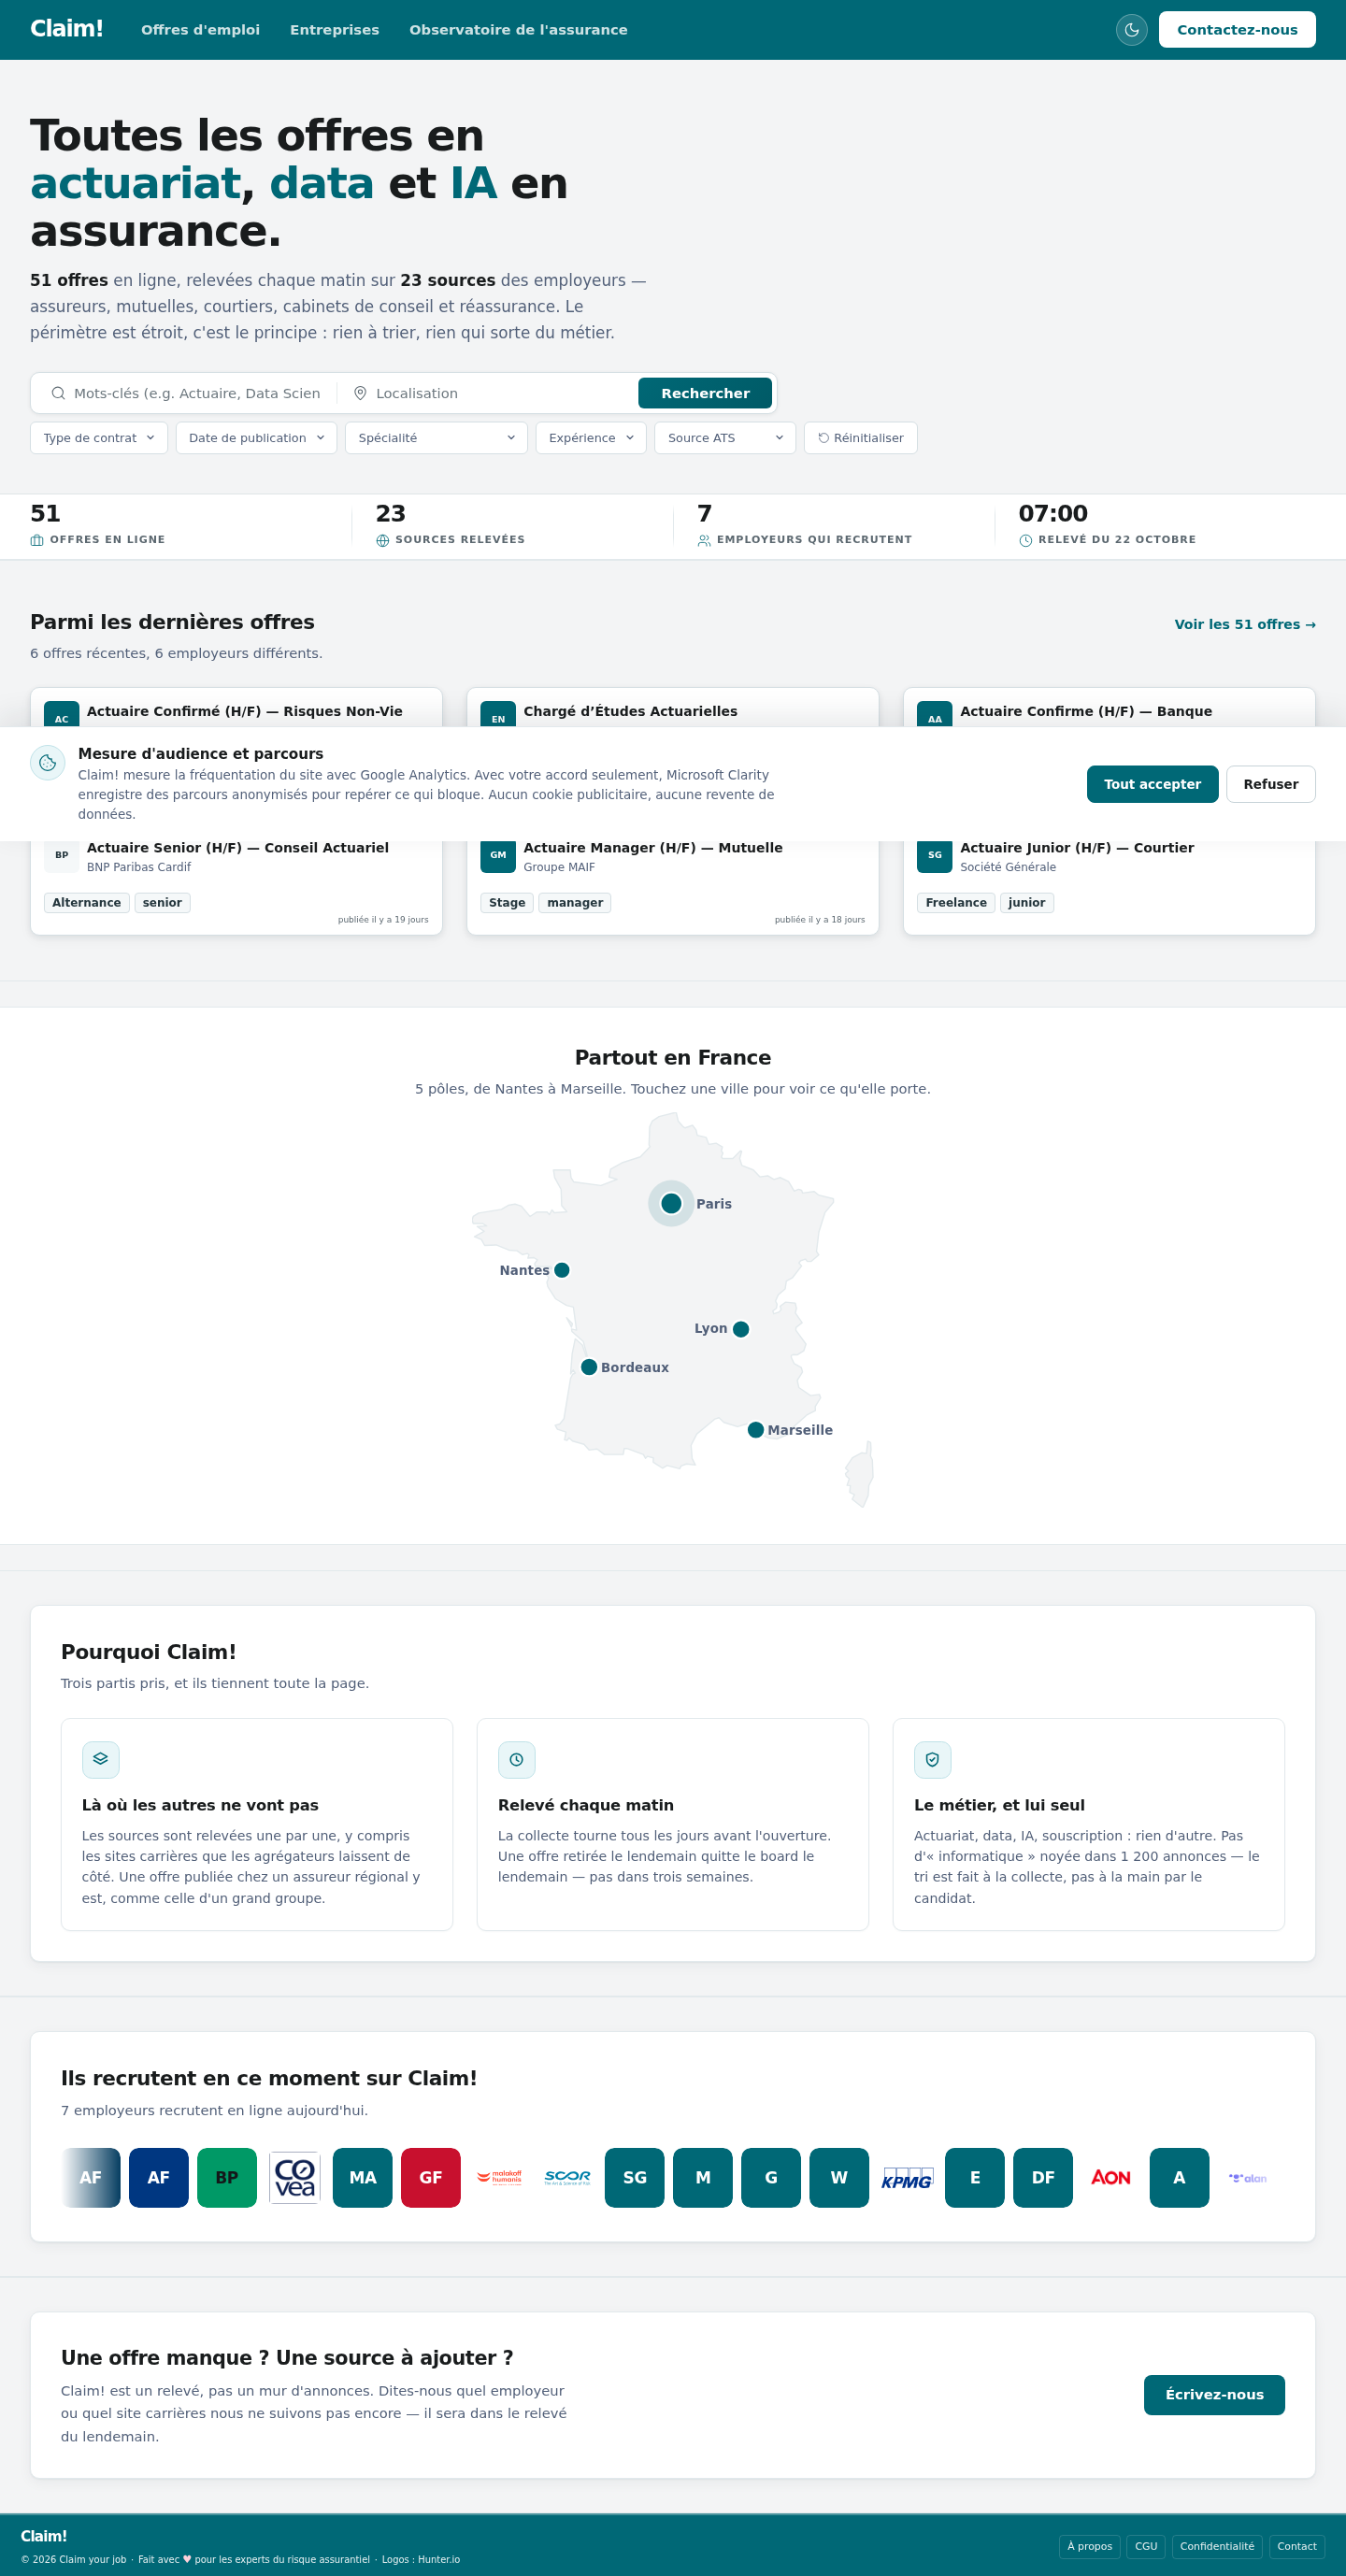 Claim!
Offres d'emploi
Entreprises
Observatoire de l'assurance
Contactez-nous
Toutes les offres en
actuariat, data et IA en
assurance.
51 offres en ligne, relevées chaque matin sur 23 sources des employeurs —
assureurs, mutuelles, courtiers, cabinets de conseil et réassurance. Le
périmètre est étroit, c'est le principe : rien à trier, rien qui sorte du métier.
Mots-clés (e.g. Actuaire, Data Scien
Localisation
Rechercher
Type de contrat
Date de publication
Spécialité
Expérience
Source ATS
Réinitialiser
51
OFFRES EN LIGNE
23
SOURCES RELEVÉES
7
EMPLOYEURS QUI RECRUTENT
07:00
RELEVÉ DU 22 OCTOBRE
Parmi les dernières offres
Voir les 51 offres →
6 offres récentes, 6 employeurs différents.
AC
Actuaire Confirmé (H/F) — Risques Non-Vie
EN
Chargé d’Études Actuarielles
AA
Actuaire Confirme (H/F) — Banque
Mesure d'audience et parcours
Claim! mesure la fréquentation du site avec Google Analytics. Avec votre accord seulement, Microsoft Clarity
enregistre des parcours anonymisés pour repérer ce qui bloque. Aucun cookie publicitaire, aucune revente de
données.
Tout accepter
Refuser
BP
Actuaire Senior (H/F) — Conseil Actuariel
BNP Paribas Cardif
Alternance
senior
publiée il y a 19 jours
GM
Actuaire Manager (H/F) — Mutuelle
Groupe MAIF
Stage
manager
publiée il y a 18 jours
SG
Actuaire Junior (H/F) — Courtier
Société Générale
Freelance
junior
Partout en France
5 pôles, de Nantes à Marseille. Touchez une ville pour voir ce qu'elle porte.
Paris
Nantes
Lyon
Bordeaux
Marseille
Pourquoi Claim!
Trois partis pris, et ils tiennent toute la page.
Là où les autres ne vont pas
Les sources sont relevées une par une, y compris
les sites carrières que les agrégateurs laissent de
côté. Une offre publiée chez un assureur régional y
est, comme celle d'un grand groupe.
Relevé chaque matin
La collecte tourne tous les jours avant l'ouverture.
Une offre retirée le lendemain quitte le board le
lendemain — pas dans trois semaines.
Le métier, et lui seul
Actuariat, data, IA, souscription : rien d'autre. Pas
d'« informatique » noyée dans 1 200 annonces — le
tri est fait à la collecte, pas à la main par le
candidat.
Ils recrutent en ce moment sur Claim!
7 employeurs recrutent en ligne aujourd'hui.
AF
AF
BP
covea
MA
GF
malakoff
humanis
SCOR
SG
M
G
W
KPMG
E
DF
AON
A
alan
Une offre manque ? Une source à ajouter ?
Claim! est un relevé, pas un mur d'annonces. Dites-nous quel employeur
ou quel site carrières nous ne suivons pas encore — il sera dans le relevé
du lendemain.
Écrivez-nous
Claim!
© 2026 Claim your job · Fait avec ♥ pour les experts du risque assurantiel · Logos : Hunter.io
À propos
CGU
Confidentialité
Contact